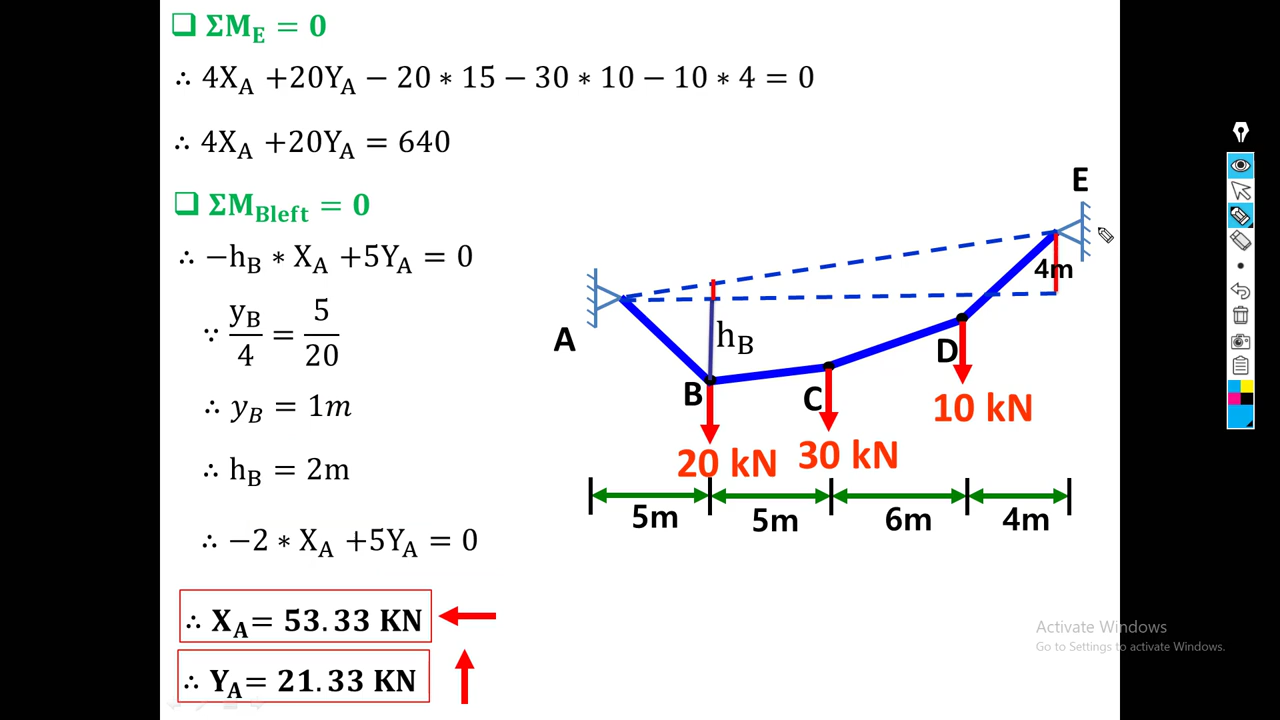 ❑ ΣM_E = 0
∴ 4X_A +20Y_A − 20 ∗ 15 − 30 ∗ 10 − 10 ∗ 4 = 0
∴ 4X_A +20Y_A = 640
❑ ΣM_Bleft = 0
∴ −h_B ∗ X_A +5Y_A = 0
∵ y_B/4 = 5/20
∴ y_B = 1m
∴ h_B = 2m
∴ −2 ∗ X_A +5Y_A = 0
∴ X_A= 53.33 KN
∴ Y_A= 21.33 KN
E
4m
A
h_B
D
B
C
10 kN
20 kN
30 kN
5m
5m
6m
4m
Activate Windows
Go to Settings to activate Windows.